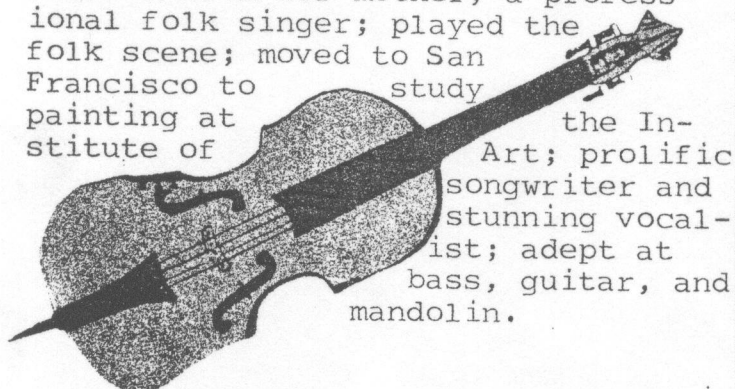 a profess-
ional folk singer; played the
folk scene; moved to San
Francisco to study
painting at the In-
stitute of Art; prolific
songwriter and
stunning vocal-
ist; adept at
bass, guitar, and
mandolin.